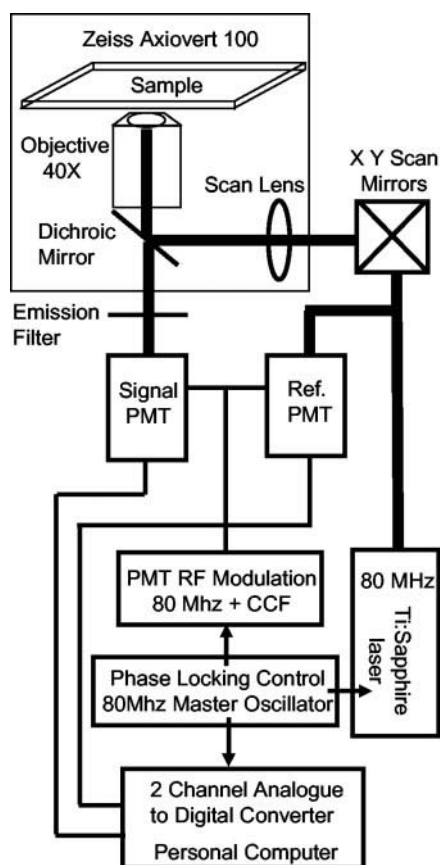 Zeiss Axiovert 100
Sample
Objective
40X
Scan Lens
X Y Scan
Mirrors
Dichroic
Mirror
Emission
Filter
Signal
PMT
Ref.
PMT
PMT RF Modulation
80 Mhz + CCF
80 MHz
Ti:Sapphire
laser
Phase Locking Control
80Mhz Master Oscillator
2 Channel Analogue
to Digital Converter
Personal Computer